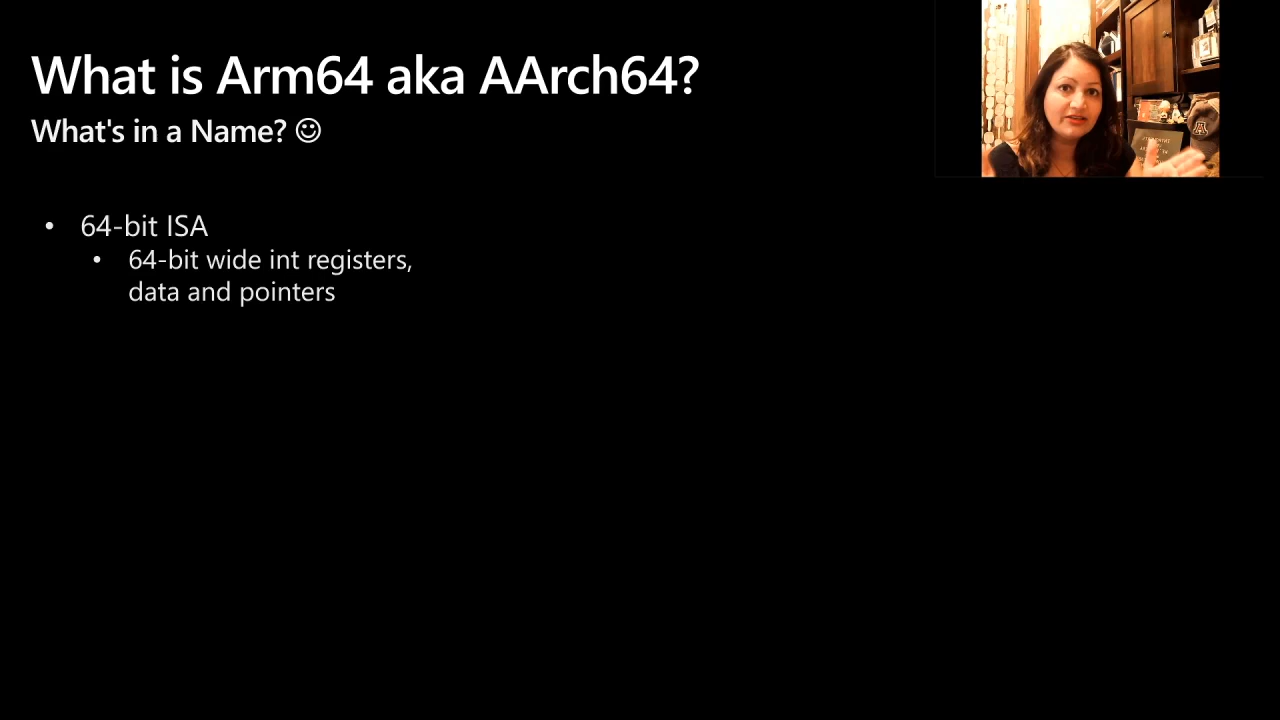 What is Arm64 aka AArch64?
What's in a Name? ☺
• 64-bit ISA
• 64-bit wide int registers,
data and pointers